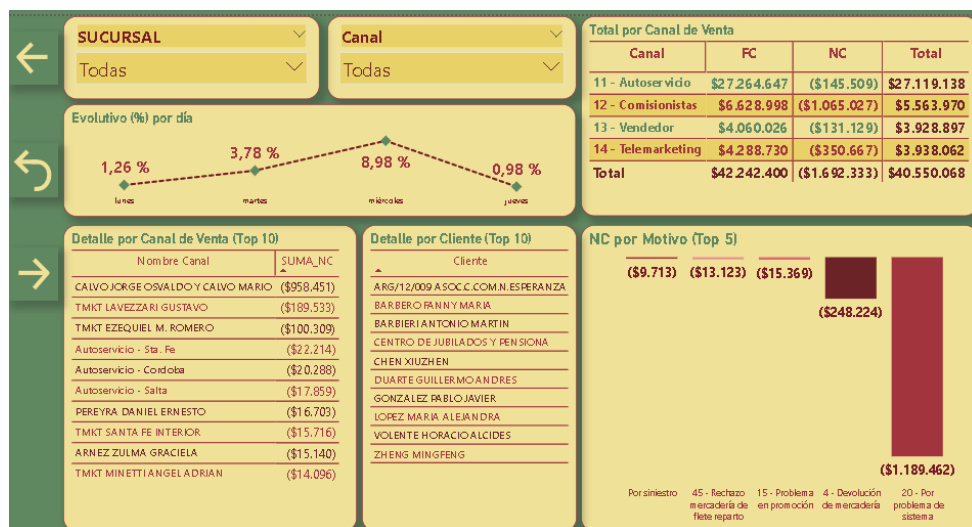 SUCURSAL
Todas
Canal
Todas
Total por Canal de Venta
Canal FC NC Total
11 - Autoservicio $27.264.647 ($145.509) $27.119.138
12 - Comisionistas $6.628.998 ($1.065.027) $5.563.970
13 - Vendedor $4.060.026 ($131.129) $3.928.897
14 - Telemarketing $4.288.730 ($350.667) $3.938.062
Total $42.242.400 ($1.692.333) $40.550.068
Evolutivo (%) por día
1,26 % 3,78 % 8,98 % 0,98 %
lunes martes miércoles jueves
Detalle por Canal de Venta (Top 10)
Nombre Canal SUMA_NC
CALVO JORGE OSVALDO Y CALVO MARIO ($958.451)
TMKT LAVEZZARI GUSTAVO ($189.533)
TMKT EZEQUIEL M. ROMERO ($100.309)
Autoservicio - Sta. Fe ($22.214)
Autoservicio - Cordoba ($20.288)
Autoservicio - Salta ($17.859)
PEREYRA DANIEL ERNESTO ($16.703)
TMKT SANTA FE INTERIOR ($15.716)
ARNEZ ZULMA GRACIELA ($15.140)
TMKT MINETTI ANGEL ADRIAN ($14.096)
Detalle por Cliente (Top 10)
Cliente
ARG/12/009 ASOC.C.COM.N.ESPERANZA
BARBERO FANNY MARIA
BARBIERI ANTONIO MARTIN
CENTRO DE JUBILADOS Y PENSIONA
CHEN XIUZHEN
DUARTE GUILLERMO ANDRES
GONZALEZ PABLO JAVIER
LOPEZ MARIA ALEJANDRA
VOLENTE HORACIO ALCIDES
ZHENG MINGFENG
NC por Motivo (Top 5)
($9.713) ($13.123) ($15.369)
($248.224)
($1.189.462)
Por siniestro
45 - Rechazo
mercadería de
flete reparto
15 - Problema
en promoción
4 - Devolución
de mercadería
20 - Por
problema de
sistema